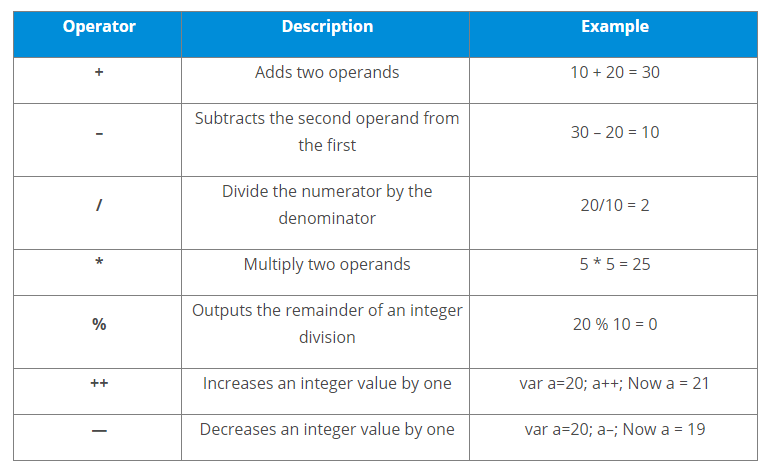 Operator Description Example
+ Adds two operands 10 + 20 = 30
– Subtracts the second operand from
the first 30 – 20 = 10
/ Divide the numerator by the
denominator 20/10 = 2
* Multiply two operands 5 * 5 = 25
% Outputs the remainder of an integer
division 20 % 10 = 0
++ Increases an integer value by one var a=20; a++; Now a = 21
— Decreases an integer value by one var a=20; a–; Now a = 19